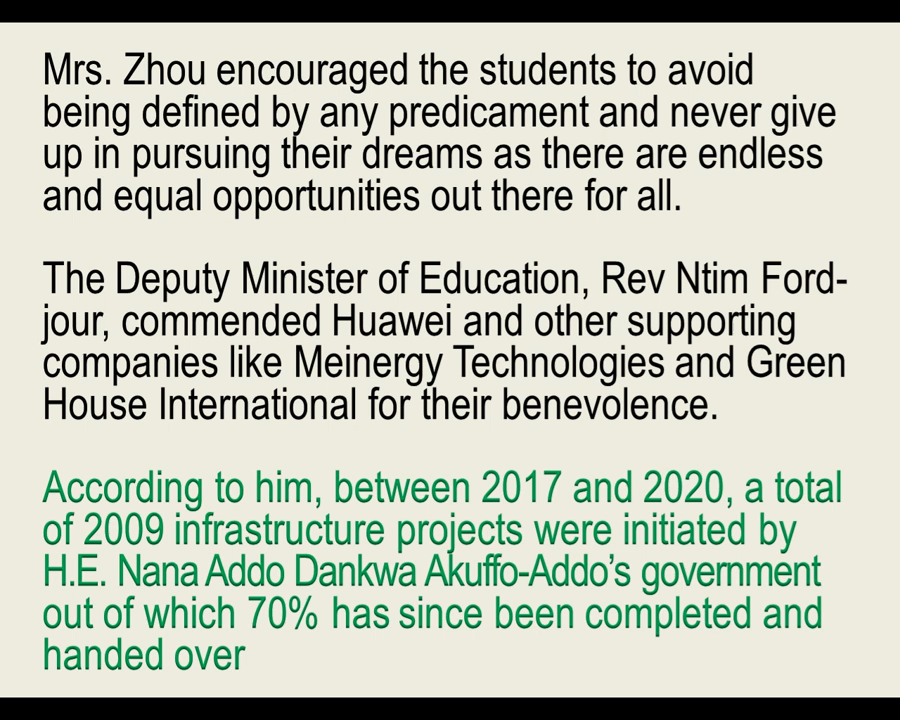 Mrs. Zhou encouraged the students to avoid
being defined by any predicament and never give
up in pursuing their dreams as there are endless
and equal opportunities out there for all.
The Deputy Minister of Education, Rev Ntim Ford-
jour, commended Huawei and other supporting
companies like Meinergy Technologies and Green
House International for their benevolence.
According to him, between 2017 and 2020, a total
of 2009 infrastructure projects were initiated by
H.E. Nana Addo Dankwa Akuffo-Addo’s government
out of which 70% has since been completed and
handed over